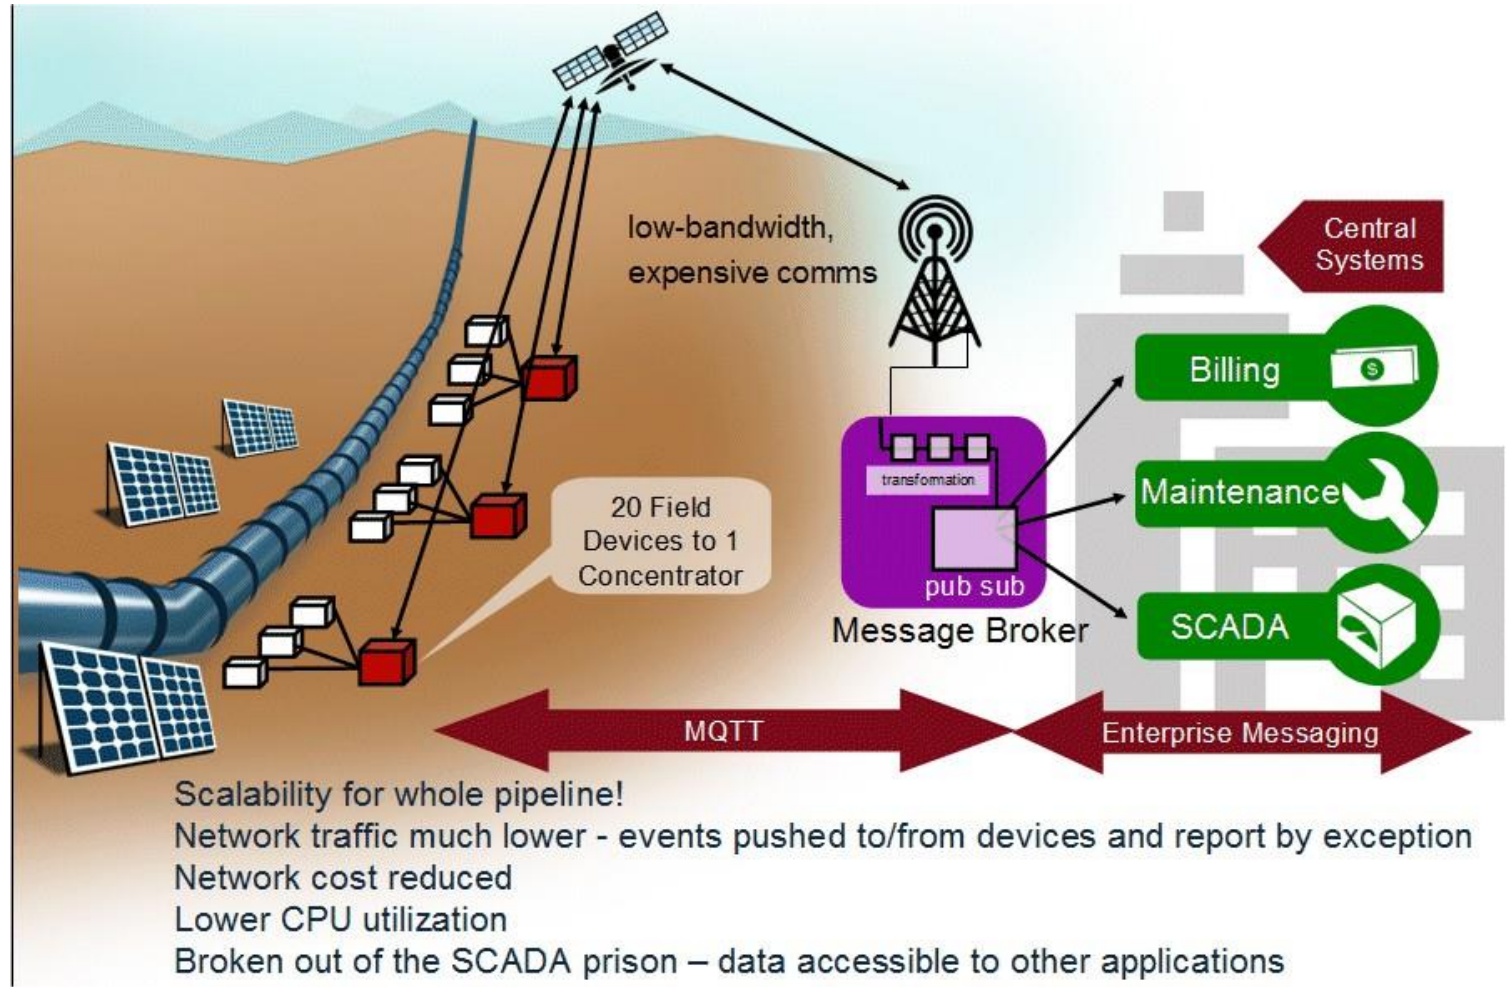 low-bandwidth,
expensive comms
Central
Systems
Billing
$
transformation
Maintenance
20 Field
Devices to 1
Concentrator
pub sub
Message Broker
SCADA
MQTT
Enterprise Messaging
Scalability for whole pipeline!
Network traffic much lower - events pushed to/from devices and report by exception
Network cost reduced
Lower CPU utilization
Broken out of the SCADA prison – data accessible to other applications